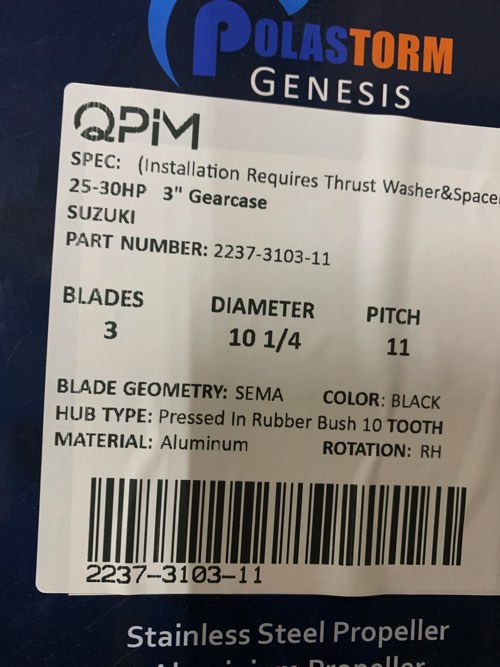 POLASTORM
GENESIS
QPiM
SPEC: (Installation Requires Thrust Washer&Space
25-30HP 3" Gearcase
SUZUKI
PART NUMBER: 2237-3103-11
BLADES DIAMETER PITCH
3 10 1/4 11
BLADE GEOMETRY: SEMA COLOR: BLACK
HUB TYPE: Pressed In Rubber Bush 10 TOOTH
MATERIAL: Aluminum ROTATION: RH
2237-3103-11
Stainless Steel Propeller